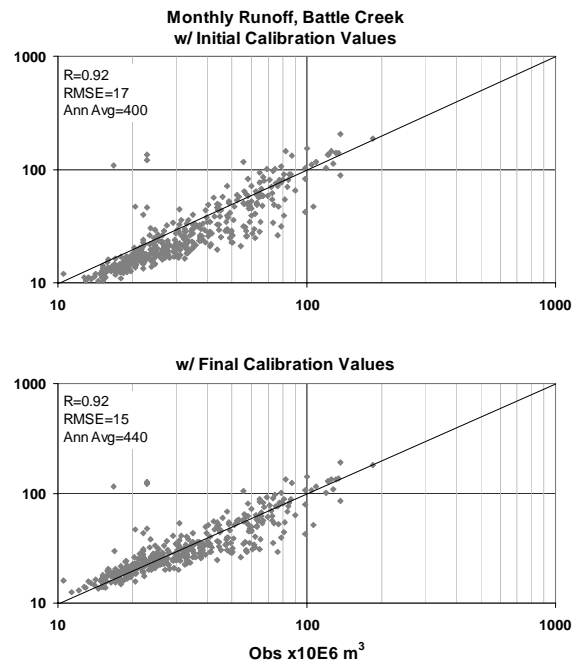 Monthly Runoff, Battle Creek
w/ Initial Calibration Values
1000
R=0.92
RMSE=17
Ann Avg=400
100
10
10 100 1000
w/ Final Calibration Values
1000
R=0.92
RMSE=15
Ann Avg=440
100
10
10 100 1000
Obs x10E6 m³